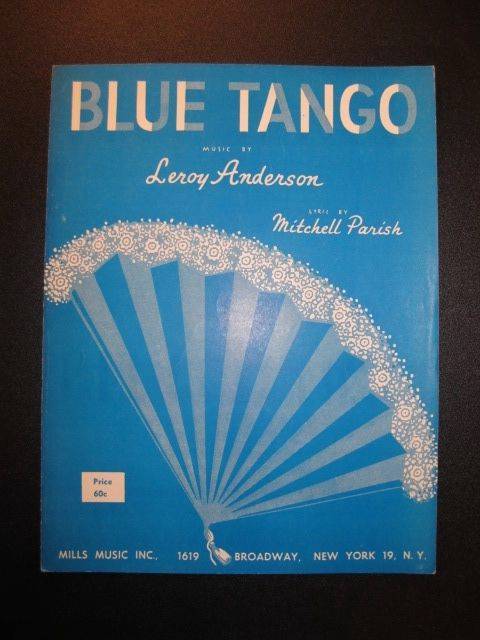 BLUE TANGO
MUSIC BY
Leroy Anderson
LYRIC BY
Mitchell Parish
Price
60c
MILLS MUSIC INC., 1619 BROADWAY, NEW YORK 19, N.Y.